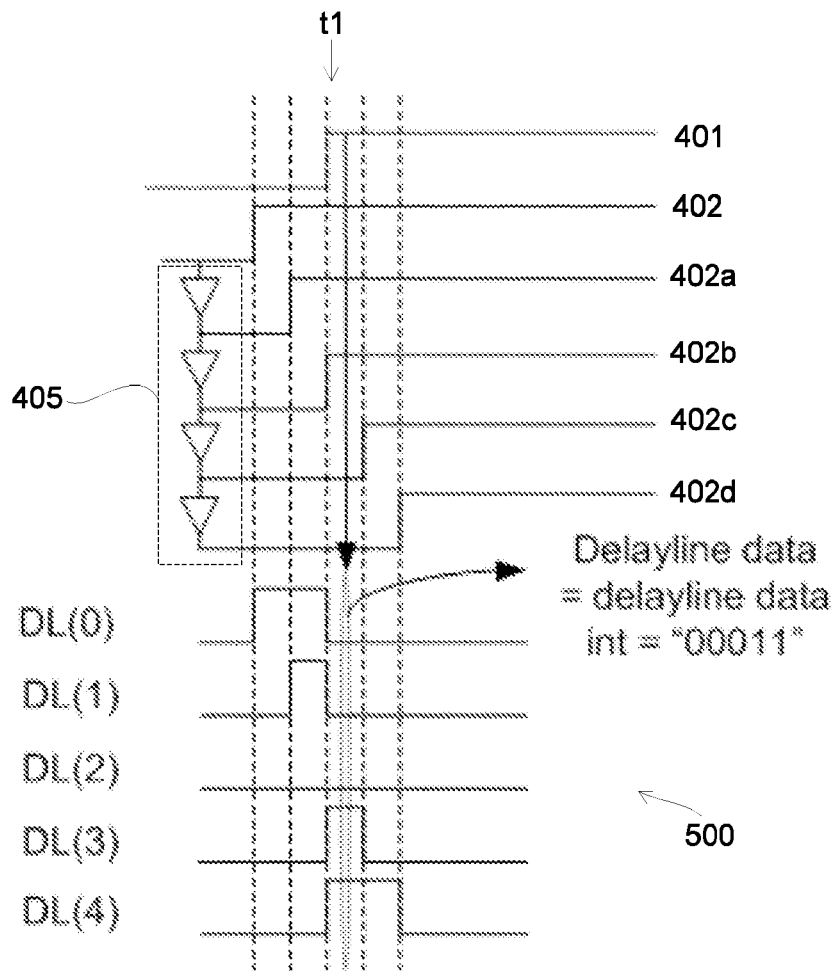 t1
401
402
402a
402b
405
402c
402d
Delayline data
= delayline data
int = “00011”
DL(0)
DL(1)
DL(2)
DL(3)
500
DL(4)